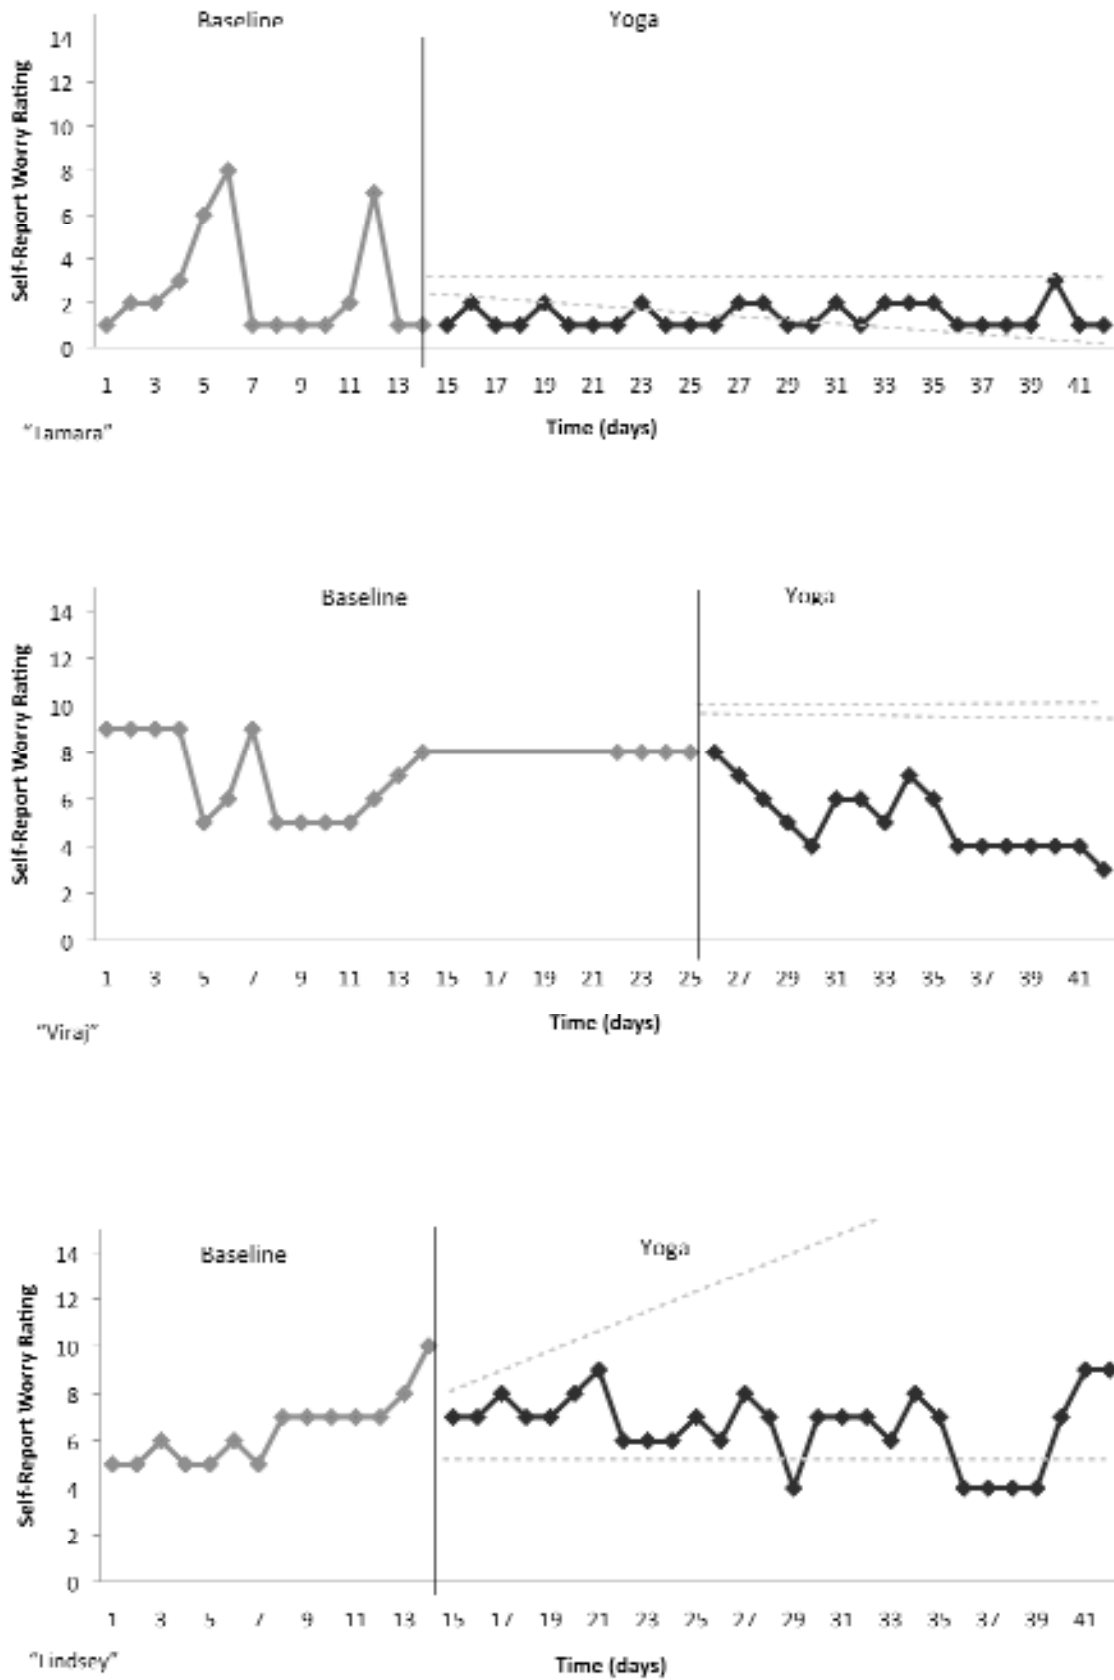 Baseline Yoga
Self-Report Worry Rating
14
12
10
8
6
4
2
0
1 3 5 7 9 11 13 15 17 19 21 23 25 27 29 31 33 35 37 39 41
Time (days)
"Tamara"
Baseline Yoga
Self-Report Worry Rating
14
12
10
8
6
4
2
0
1 3 5 7 9 11 13 15 17 19 21 23 25 27 29 31 33 35 37 39 41
Time (days)
"Viraj"
Baseline Yoga
Self-Report Worry Rating
14
12
10
8
6
4
2
0
1 3 5 7 9 11 13 15 17 19 21 23 25 27 29 31 33 35 37 39 41
Time (days)
"Lindsey"